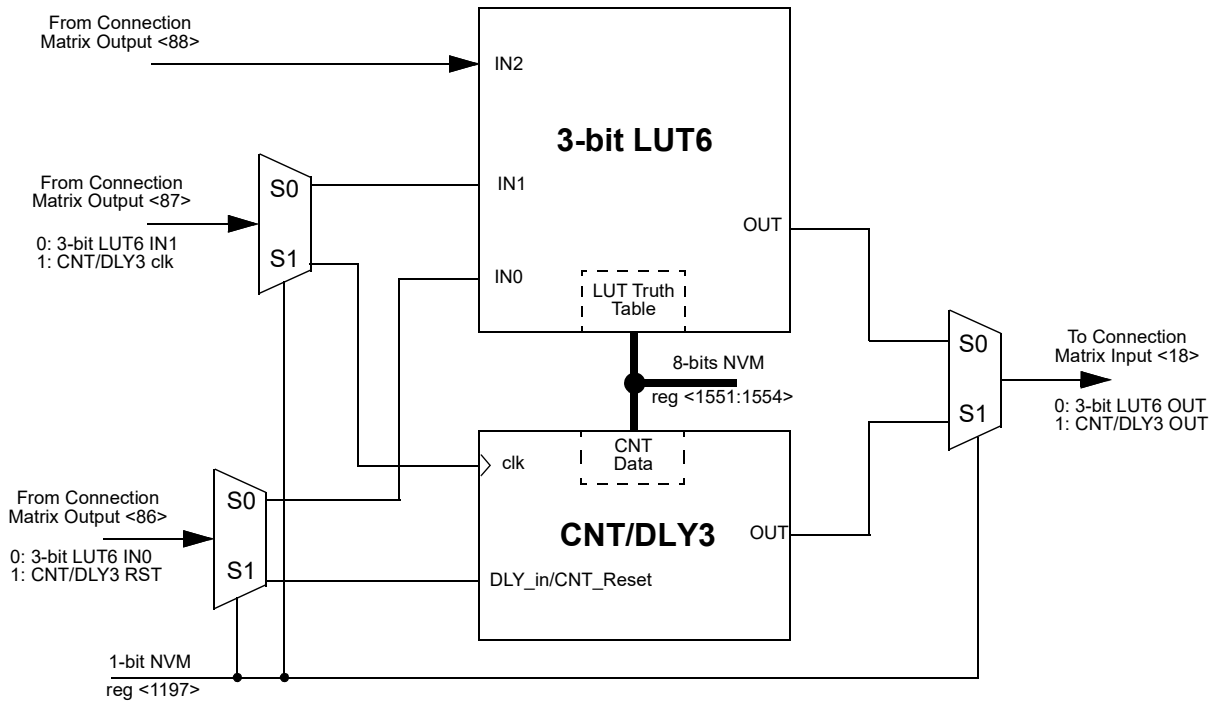 From Connection
Matrix Output <88>
IN2
3-bit LUT6
From Connection
Matrix Output <87>
0: 3-bit LUT6 IN1
1: CNT/DLY3 clk
S0
S1
IN1
IN0
OUT
LUT Truth
Table
8-bits NVM
reg <1551:1554>
S0
S1
To Connection
Matrix Input <18>
0: 3-bit LUT6 OUT
1: CNT/DLY3 OUT
CNT
Data
clk
CNT/DLY3
OUT
DLY_in/CNT_Reset
From Connection
Matrix Output <86>
0: 3-bit LUT6 IN0
1: CNT/DLY3 RST
S0
S1
1-bit NVM
reg <1197>